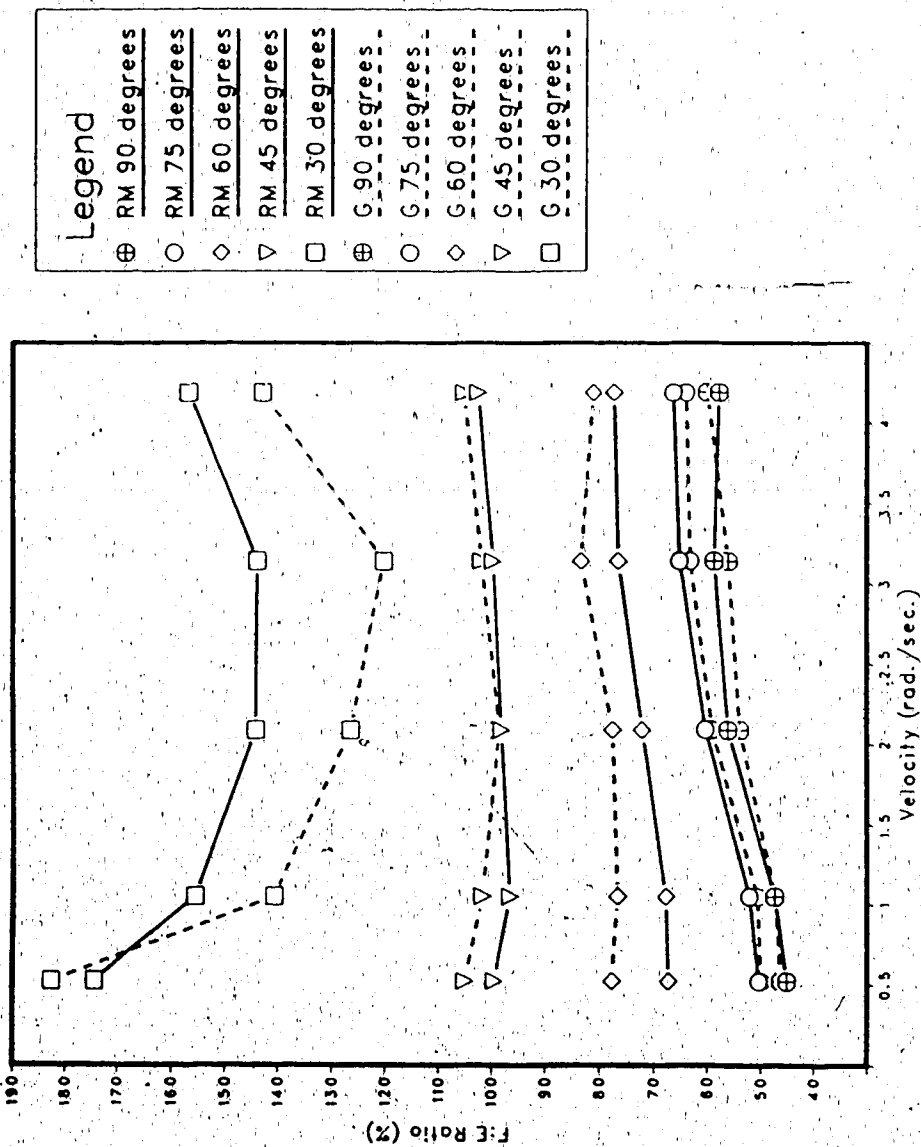 Legend
RM 90 degrees
RM 75 degrees
RM 60 degrees
RM 45 degrees
RM 30 degrees
G 90 degrees
G 75 degrees
G 60 degrees
G 45 degrees
G 30 degrees
F:E Ratio (%)
190
180
170
160
150
140
130
120
110
100
90
80
70
60
50
40
0.5
1
1.5
2
2.5
3
3.5
4
Velocity (rad./sec.)